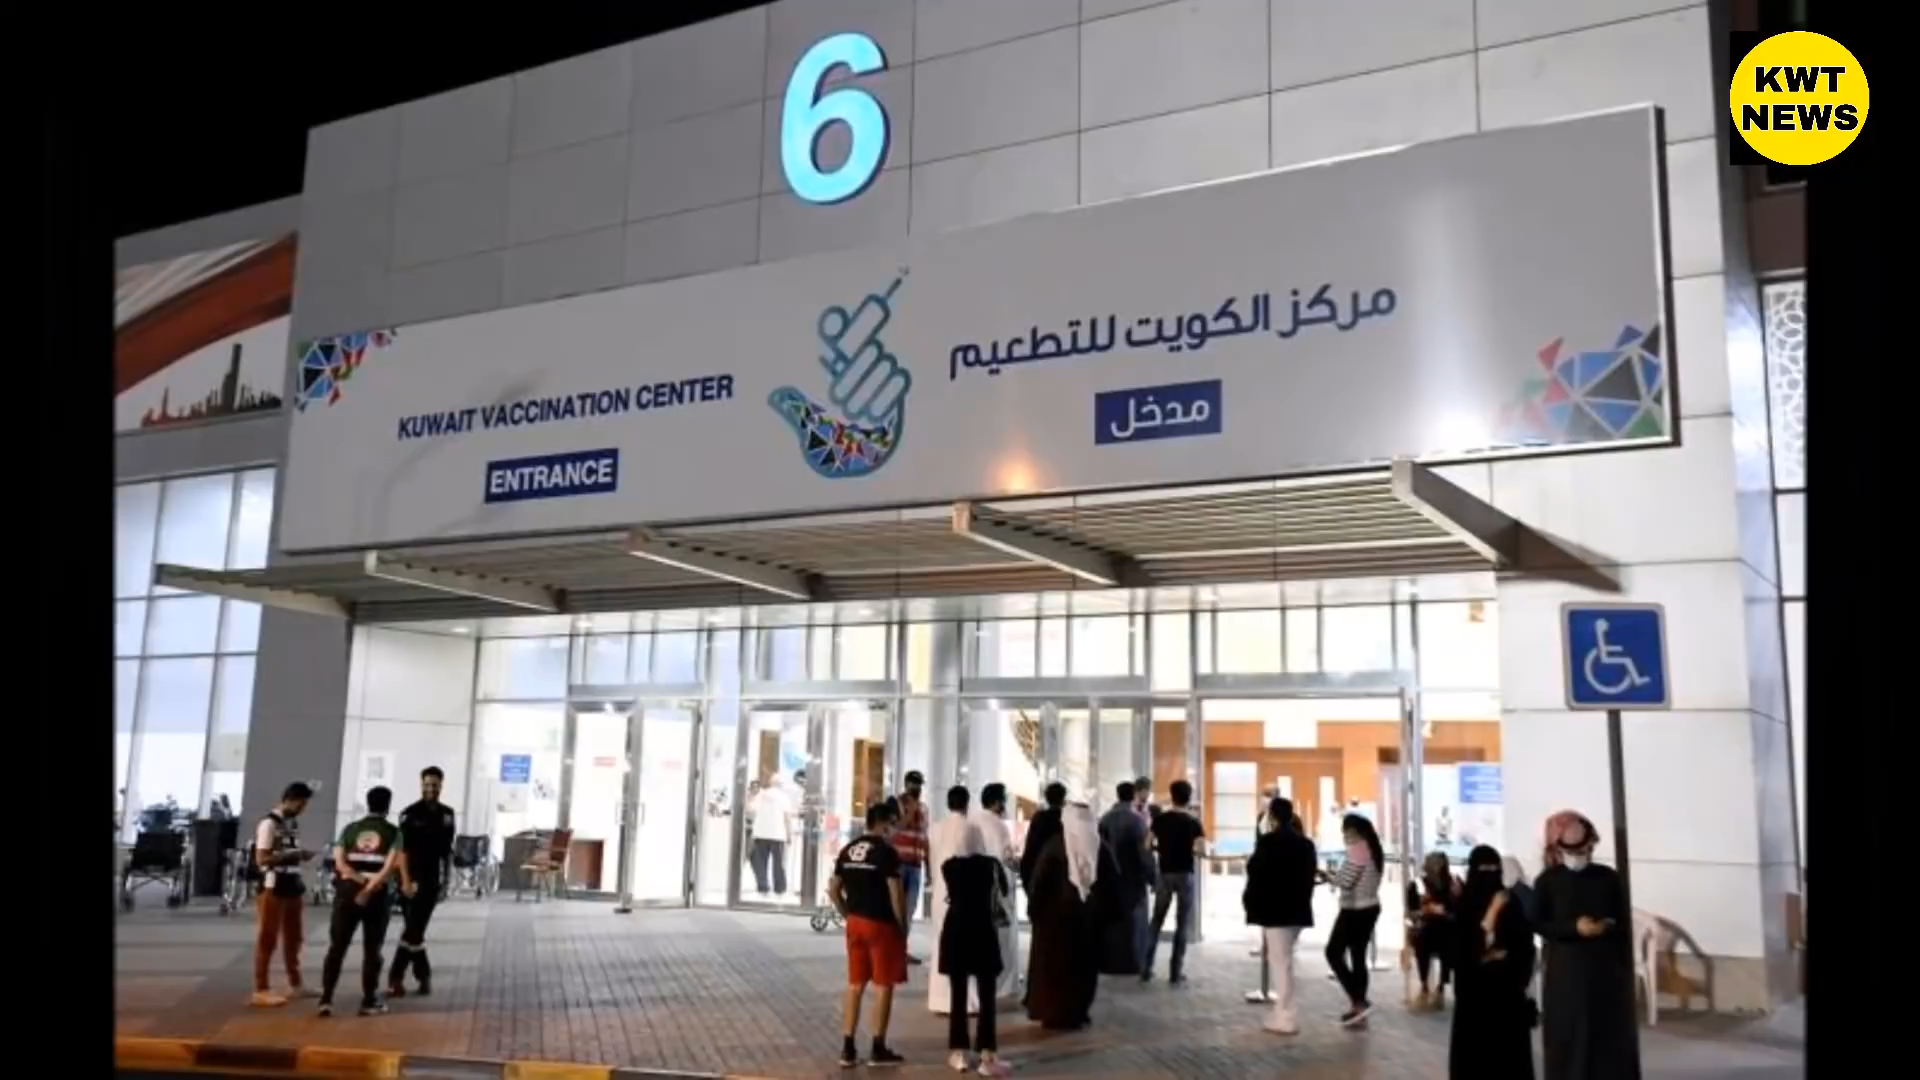 6
KWT
NEWS
مركز الكويت للتطعيم
KUWAIT VACCINATION CENTER
مدخل
ENTRANCE